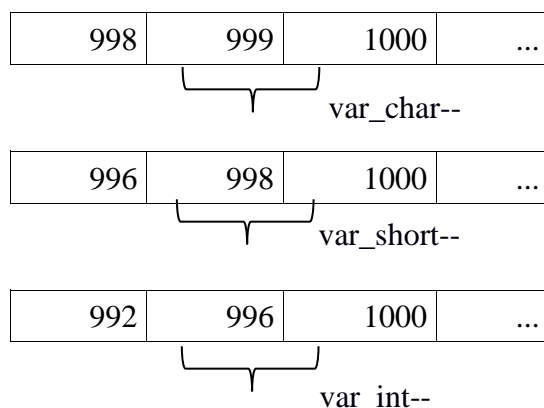 998 999 1000 ...
var_char--
996 998 1000 ...
var_short--
992 996 1000 ...
var_int--